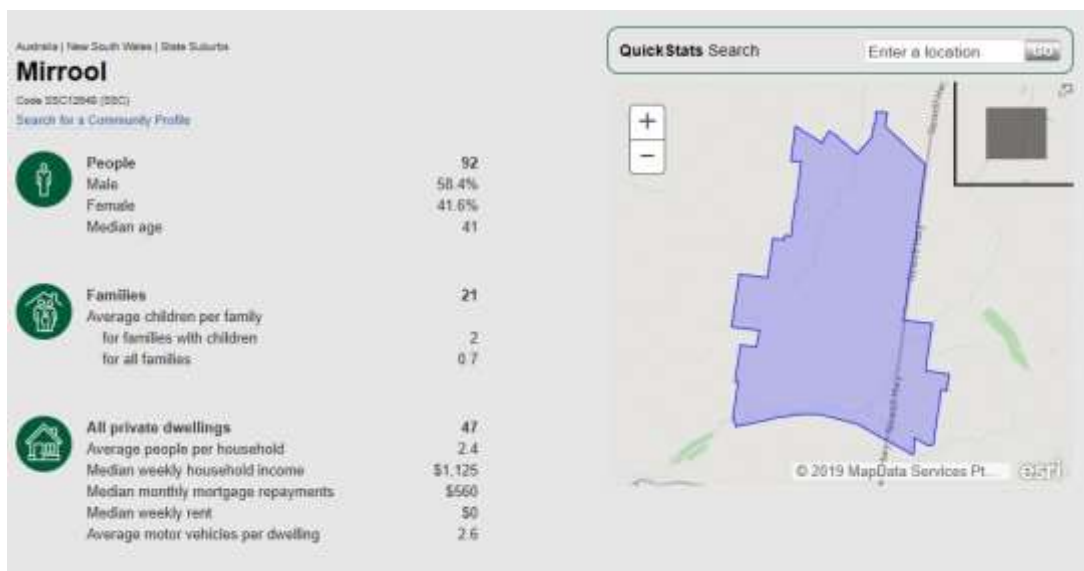 Australia | New South Wales | State Suburbs
Mirrool
Code (SSC)
Search for a Community Profile
People 92
Male 58.4%
Female 41.6%
Median age 41
Families 21
Average children per family
for families with children 2
for all families 0.7
All private dwellings 47
Average people per household 2.4
Median weekly household income $1,125
Median monthly mortgage repayments $560
Median weekly rent $0
Average motor vehicles per dwelling 2.6
QuickStats Search Enter a location GO
+
−
© 2019 MapData Services Pt...
esri